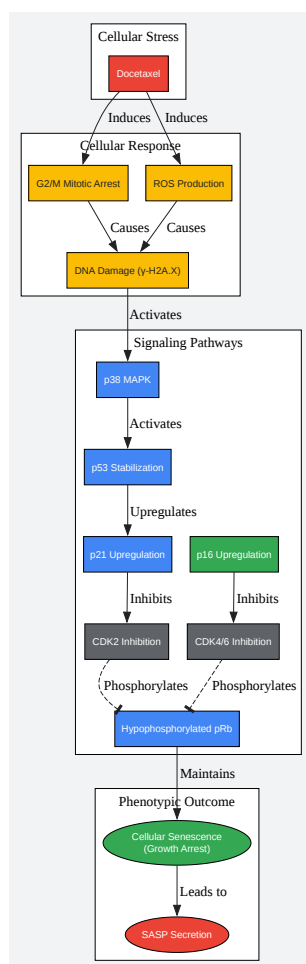 Cellular Stress
Docetaxel
Induces Induces
Cellular Response
G2/M Mitotic Arrest ROS Production
Causes Causes
DNA Damage (γ-H2A.X)
Activates
Signaling Pathways
p38 MAPK
Activates
p53 Stabilization
Upregulates
p21 Upregulation p16 Upregulation
Inhibits Inhibits
CDK2 Inhibition CDK4/6 Inhibition
Phosphorylates Phosphorylates
Hypophosphorylated pRb
Maintains
Phenotypic Outcome
Cellular Senescence
(Growth Arrest)
Leads to
SASP Secretion